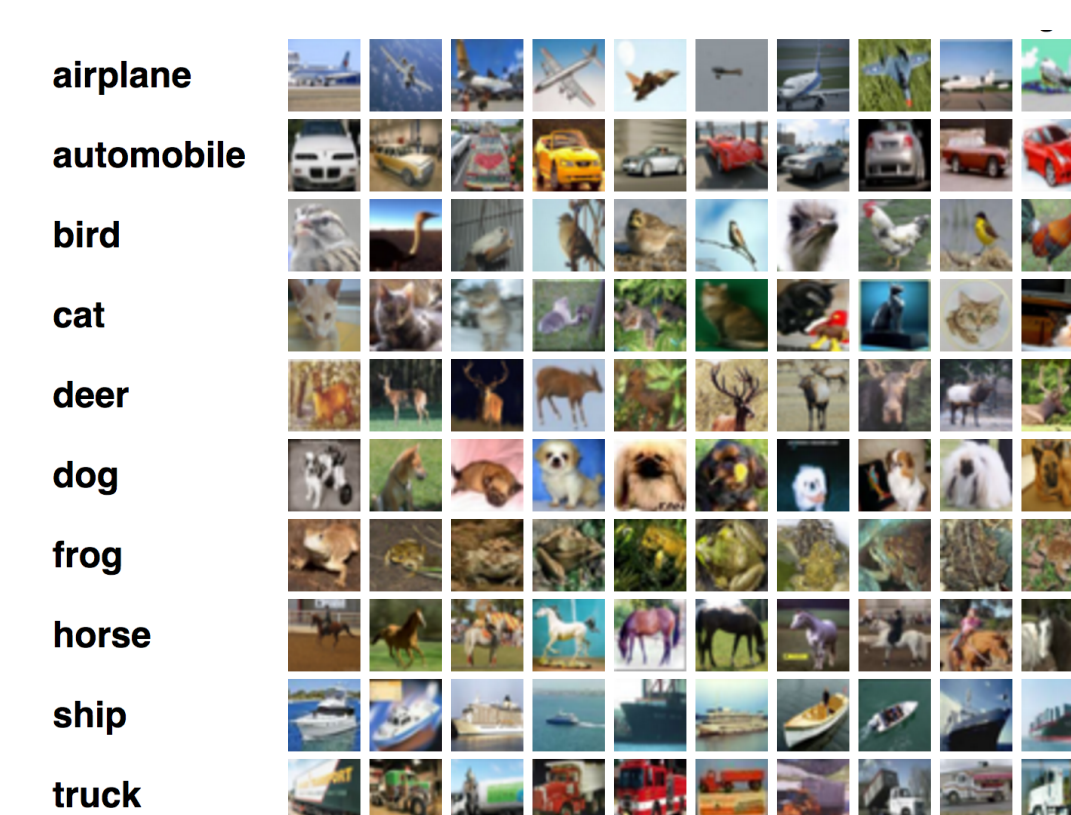 airplane
automobile
bird
cat
deer
dog
frog
horse
ship
truck